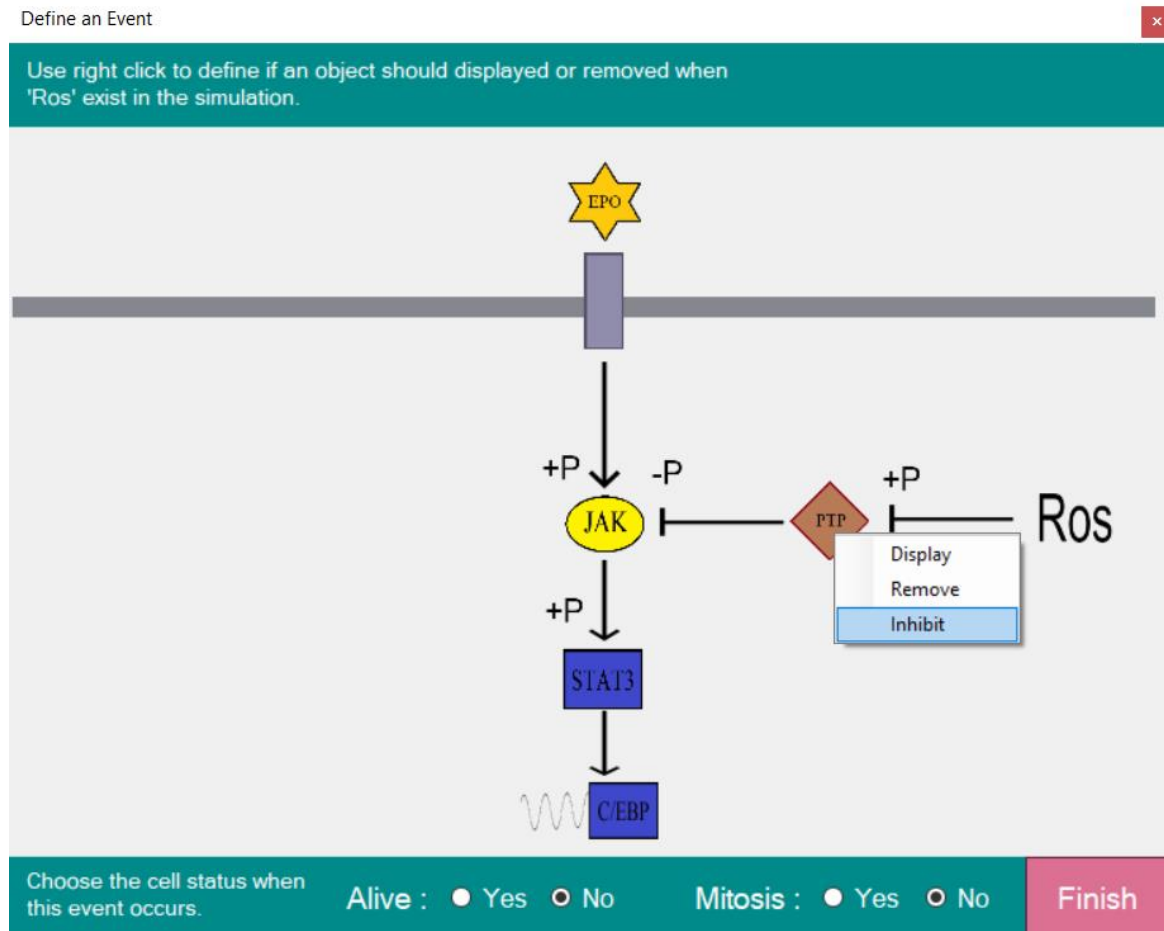 Define an Event
×
Use right click to define if an object should displayed or removed when
'Ros' exist in the simulation.
EPO
+P
-P
+P
JAK
PTP
Ros
Display
Remove
Inhibit
+P
STAT3
C/EBP
Choose the cell status when
this event occurs.
Alive : Yes No
Mitosis : Yes No
Finish